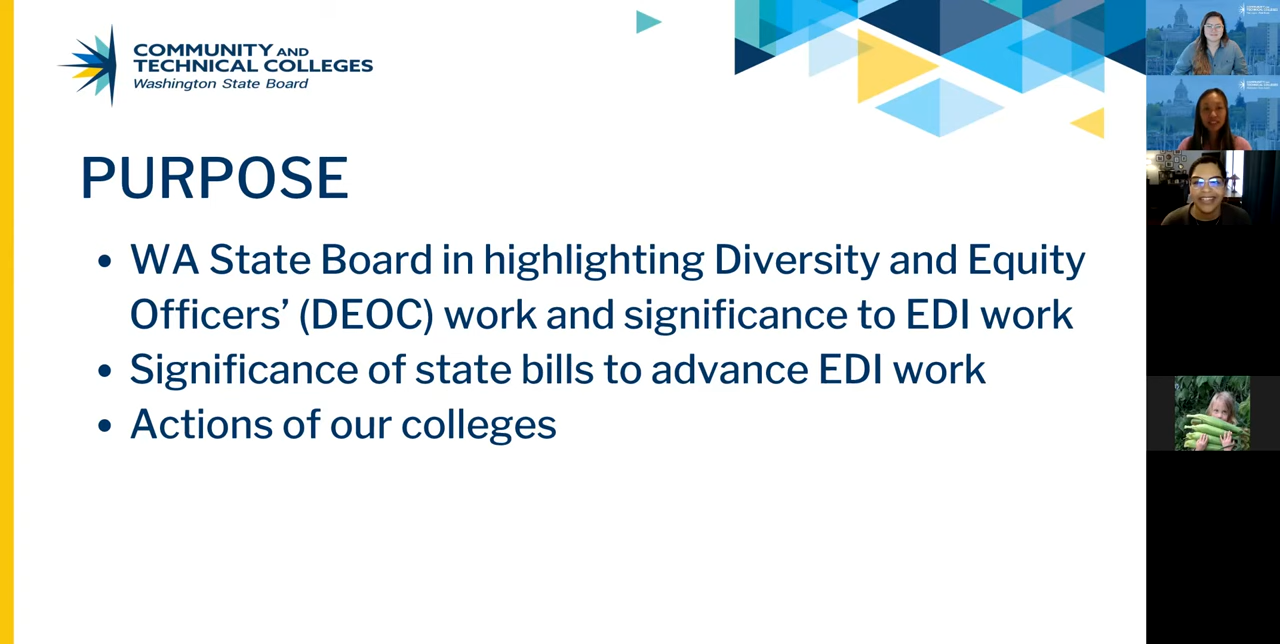 COMMUNITY AND
TECHNICAL COLLEGES
Washington State Board
PURPOSE
• WA State Board in highlighting Diversity and Equity
Officers’ (DEOC) work and significance to EDI work
• Significance of state bills to advance EDI work
• Actions of our colleges